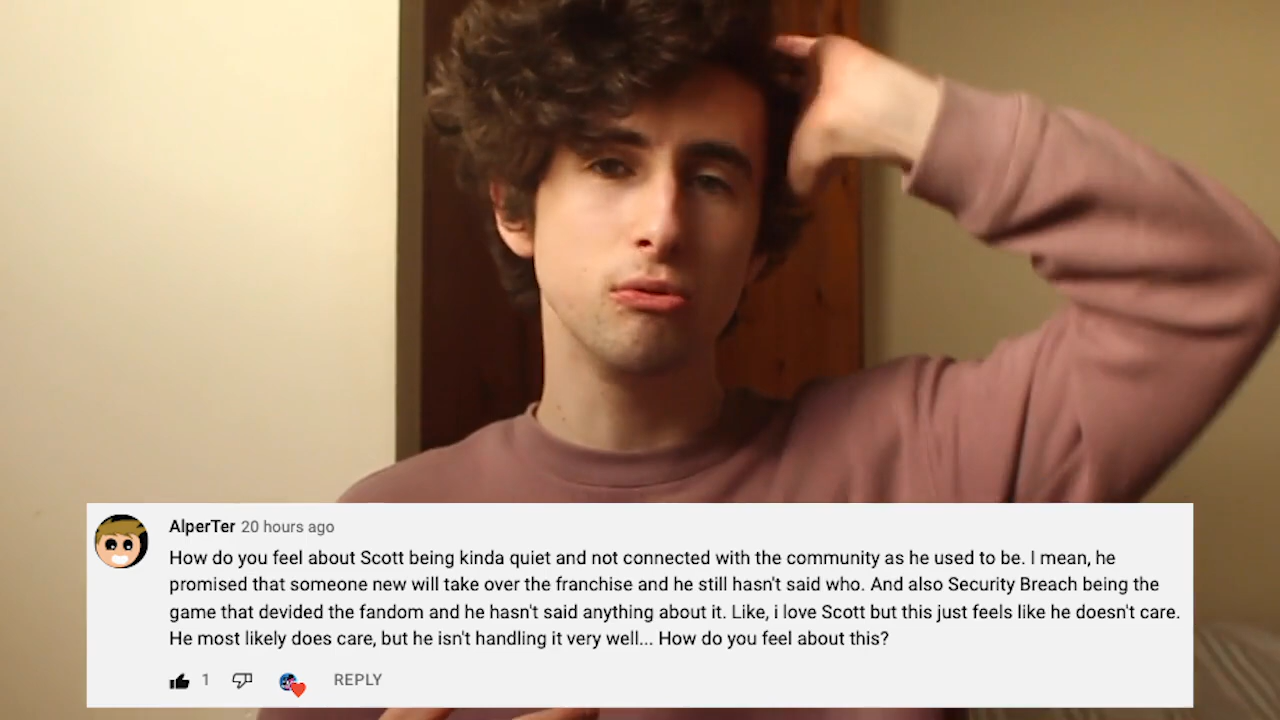 AlperTer 20 hours ago
How do you feel about Scott being kinda quiet and not connected with the community as he used to be. I mean, he
promised that someone new will take over the franchise and he still hasn't said who. And also Security Breach being the
game that devided the fandom and he hasn't said anything about it. Like, i love Scott but this just feels like he doesn't care.
He most likely does care, but he isn't handling it very well... How do you feel about this?
1 REPLY